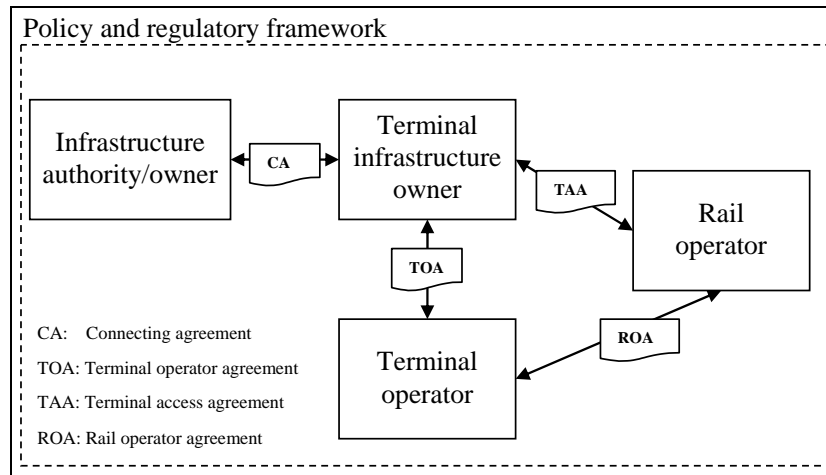 Policy and regulatory framework
Infrastructure
authority/owner
CA
Terminal
infrastructure
owner
TAA
Rail
operator
TOA
ROA
Terminal
operator
CA: Connecting agreement
TOA: Terminal operator agreement
TAA: Terminal access agreement
ROA: Rail operator agreement